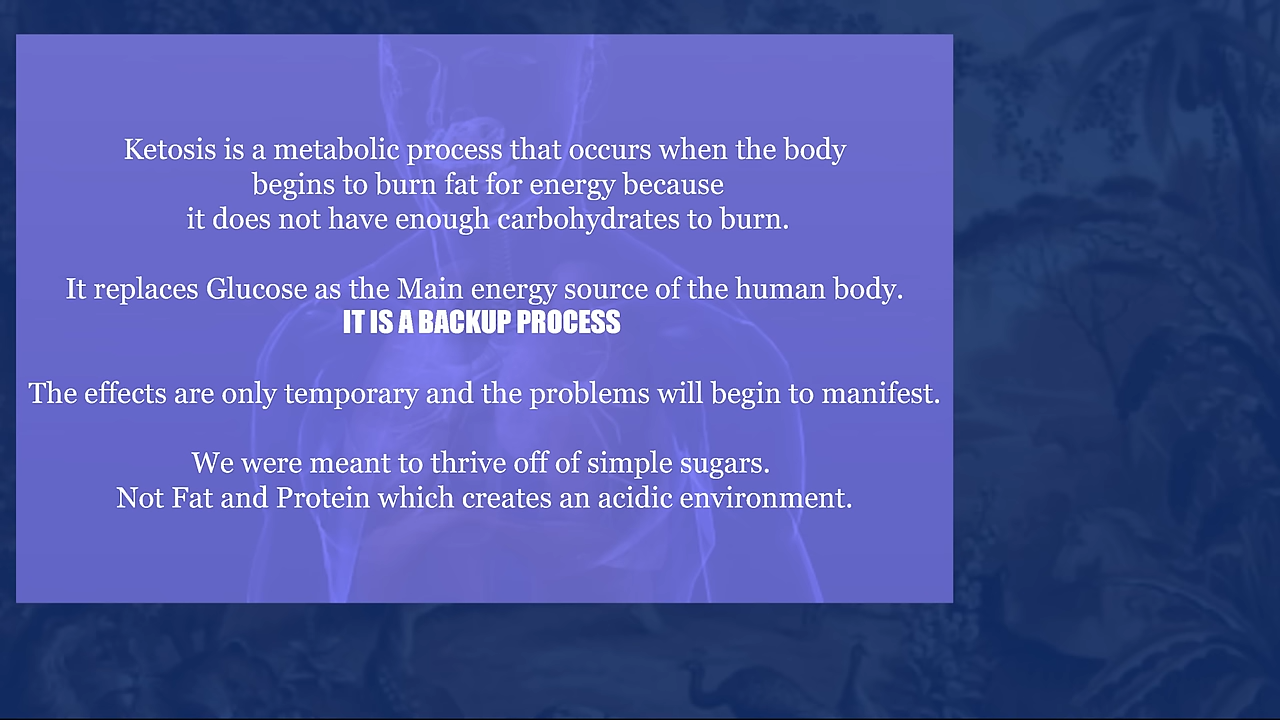 Ketosis is a metabolic process that occurs when the body
begins to burn fat for energy because
it does not have enough carbohydrates to burn.
It replaces Glucose as the Main energy source of the human body.
IT IS A BACKUP PROCESS
The effects are only temporary and the problems will begin to manifest.
We were meant to thrive off of simple sugars.
Not Fat and Protein which creates an acidic environment.